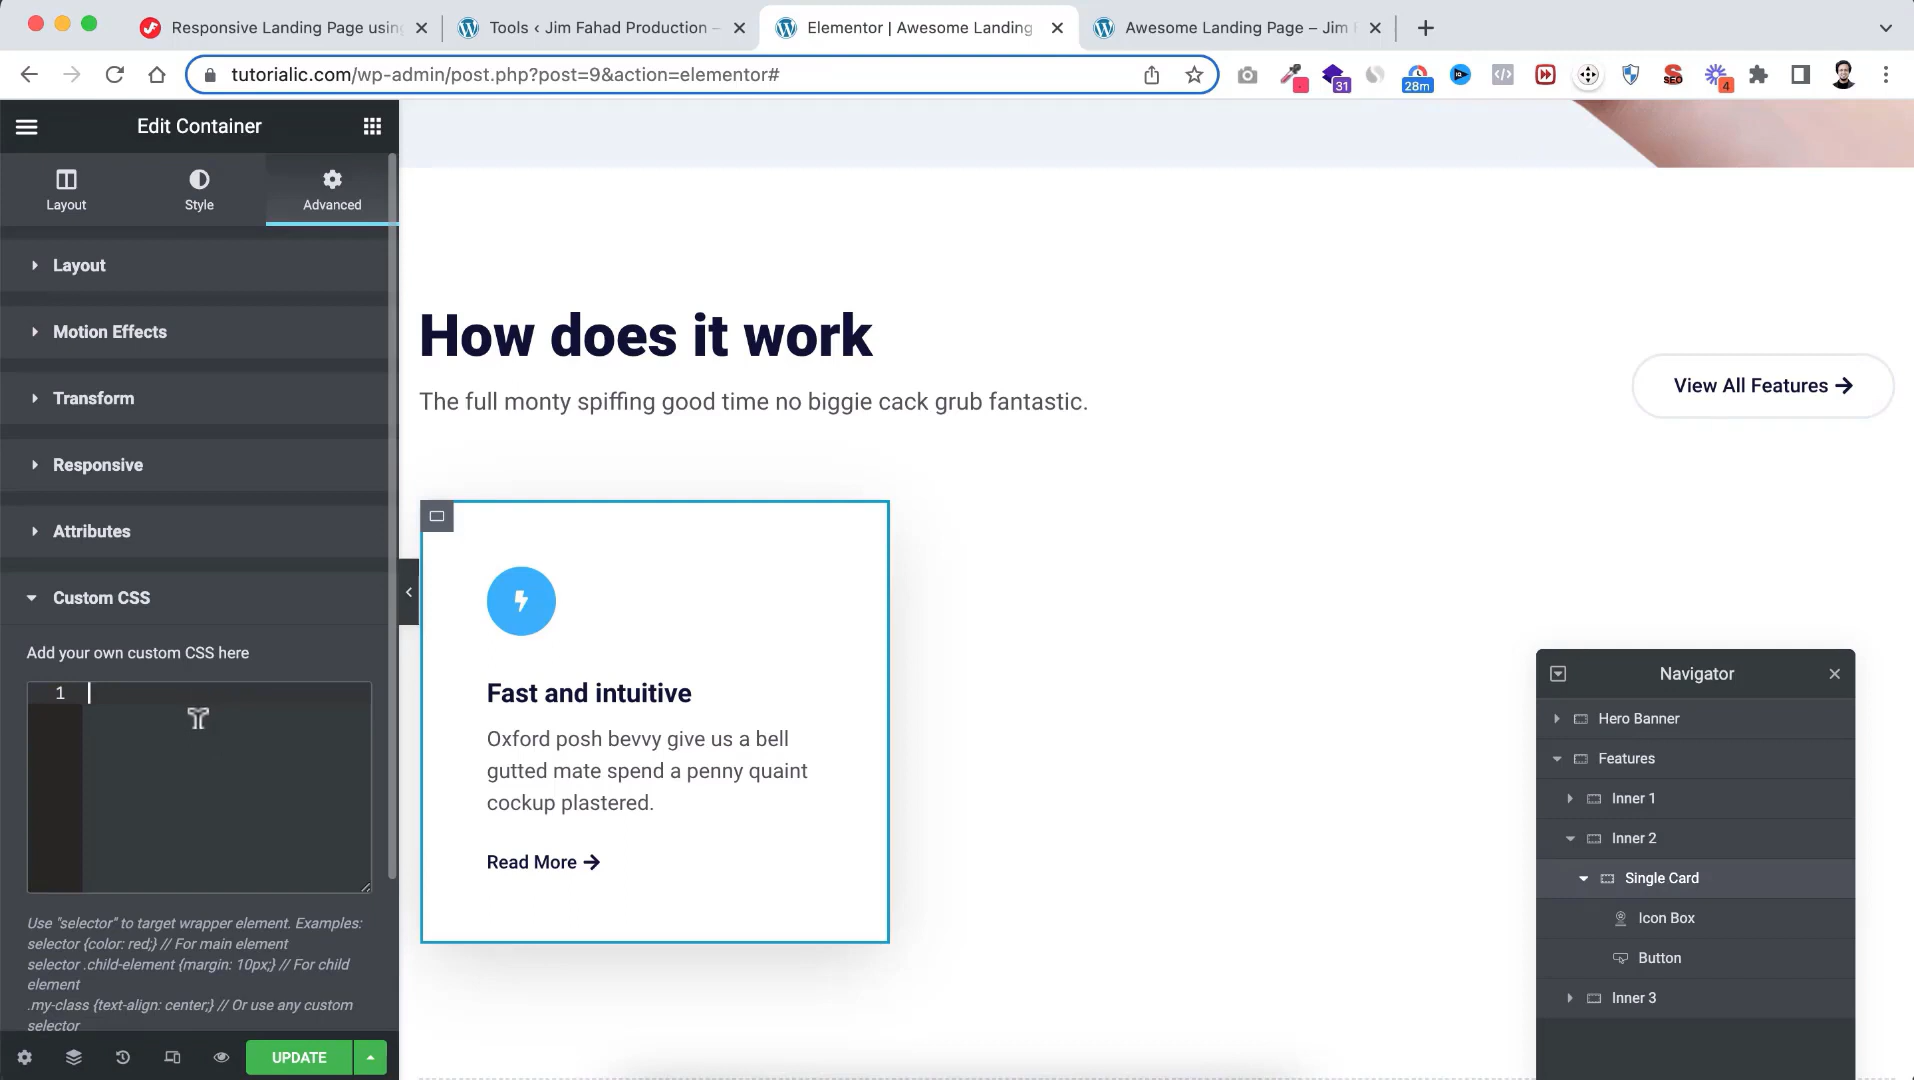 Responsive Landing Page using
Tools ‹ Jim Fahad Production –
Elementor | Awesome Landing
Awesome Landing Page – Jim F
tutorialic.com/wp-admin/post.php?post=9&action=elementor#
31
28m
SEO
4
Edit Container
Layout
Style
Advanced
Layout
Motion Effects
Transform
Responsive
Attributes
Custom CSS
Add your own custom CSS here
1
Use "selector" to target wrapper element. Examples:
selector {color: red;} // For main element
selector .child-element {margin: 10px;} // For child
element
.my-class {text-align: center;} // Or use any custom
selector
UPDATE
How does it work
The full monty spiffing good time no biggie cack grub fantastic.
View All Features
Fast and intuitive
Oxford posh bevvy give us a bell
gutted mate spend a penny quaint
cockup plastered.
Read More
Navigator
Hero Banner
Features
Inner 1
Inner 2
Single Card
Icon Box
Button
Inner 3